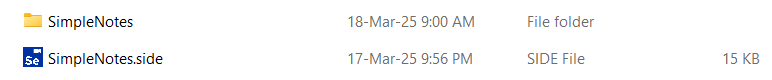 SimpleNotes 18-Mar-25 9:00 AM File folder
Se SimpleNotes.side 17-Mar-25 9:56 PM SIDE File 15 KB